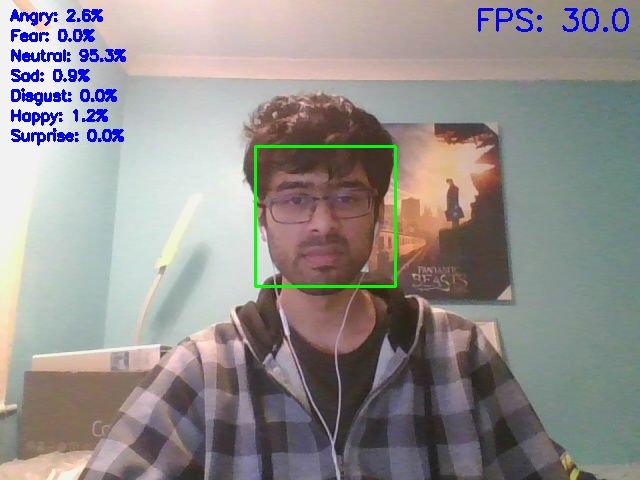 Angry: 2.6%
Fear: 0.0%
Neutral: 95.3%
Sad: 0.9%
Disgust: 0.0%
Happy: 1.2%
Surprise: 0.0%
FPS: 30.0
FANTASTIC
BEASTS